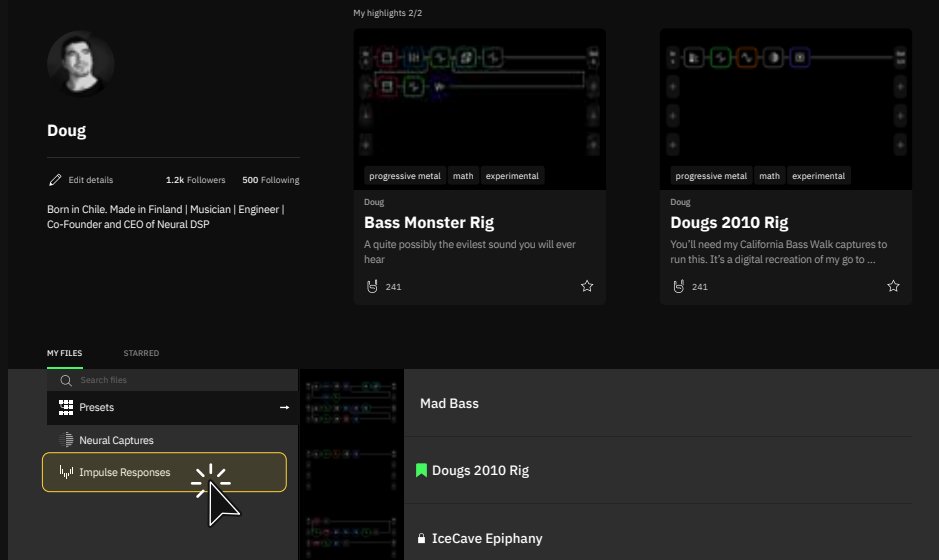 My highlights 2/2
Doug
Edit details
1.2k Followers
500 Following
Born in Chile. Made in Finland | Musician | Engineer |
Co-Founder and CEO of Neural DSP
progressive metal
math
experimental
Doug
Bass Monster Rig
A quite possibly the evilest sound you will ever
hear
241
progressive metal
math
experimental
Doug
Dougs 2010 Rig
You'll need my California Bass Walk captures to
run this. It's a digital recreation of my go to ...
241
MY FILES
STARRED
Search files
Presets
Neural Captures
Impulse Responses
Mad Bass
Dougs 2010 Rig
IceCave Epiphany